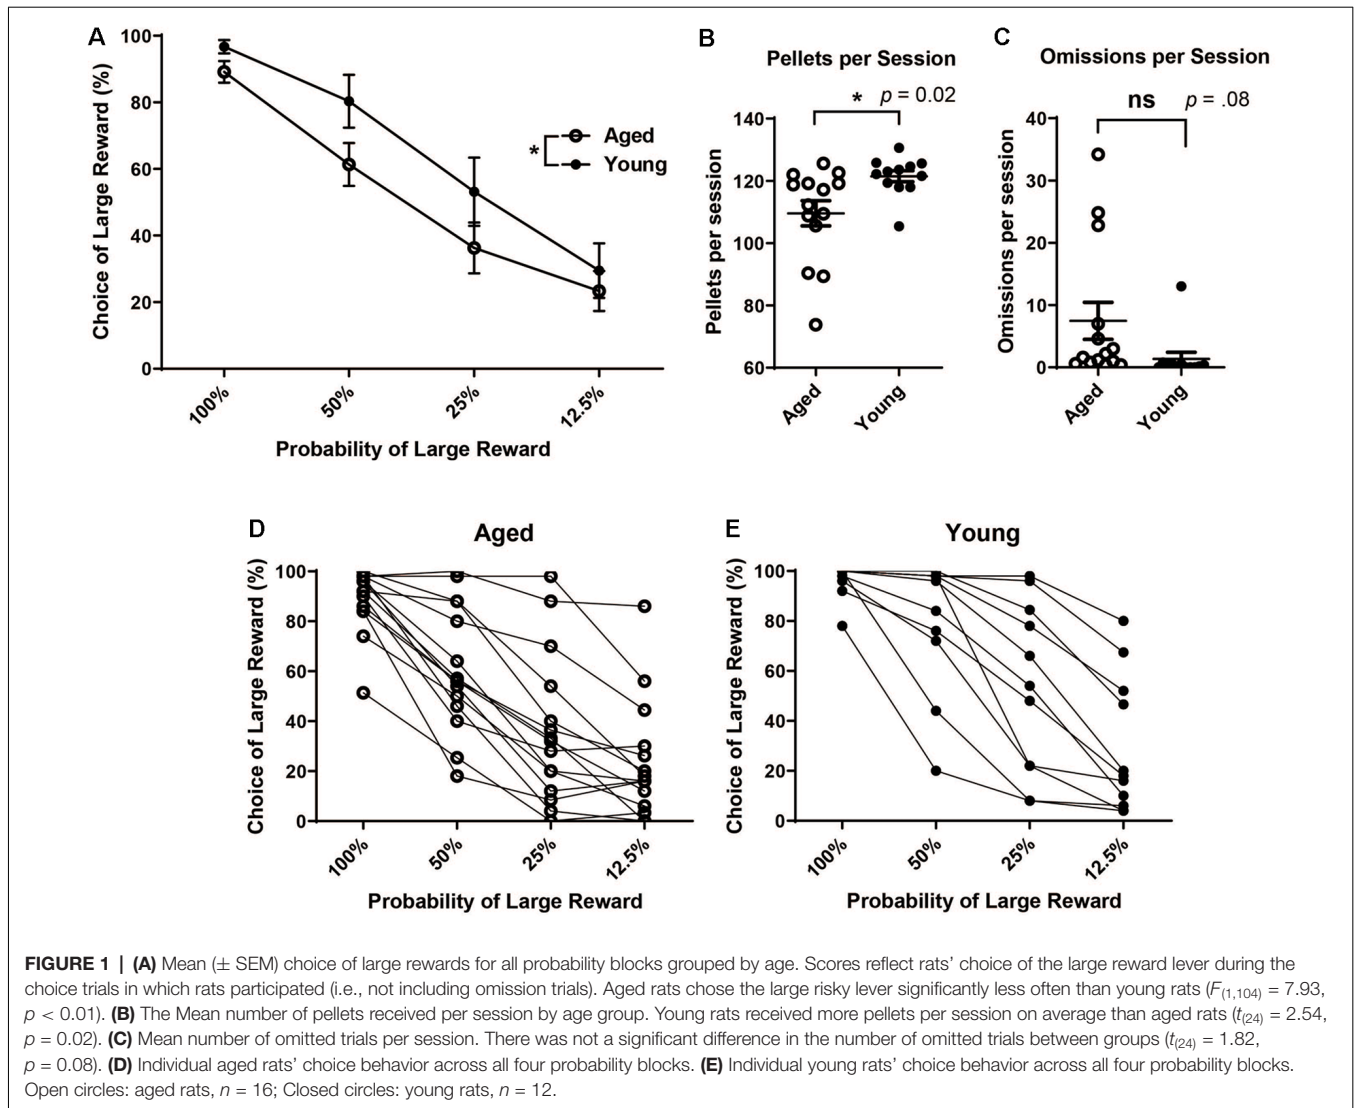 A
100
80
60
40
20
0
Choice of Large Reward (%)
100%
50%
25%
12.5%
Probability of Large Reward
*
Aged
Young
B
Pellets per Session
* p = 0.02
140
120
100
80
60
Pellets per session
Aged
Young
C
Omissions per Session
ns p = .08
40
30
20
10
0
Omissions per session
Aged
Young
D
Aged
100
80
60
40
20
0
Choice of Large Reward (%)
100%
50%
25%
12.5%
Probability of Large Reward
E
Young
100
80
60
40
20
0
Choice of Large Reward (%)
100%
50%
25%
12.5%
Probability of Large Reward
FIGURE 1 | (A) Mean (± SEM) choice of large rewards for all probability blocks grouped by age. Scores reflect rats' choice of the large reward lever during the
choice trials in which rats participated (i.e., not including omission trials). Aged rats chose the large risky lever significantly less often than young rats (F(1,104) = 7.93,
p < 0.01). (B) The Mean number of pellets received per session by age group. Young rats received more pellets per session on average than aged rats (t(24) = 2.54,
p = 0.02). (C) Mean number of omitted trials per session. There was not a significant difference in the number of omitted trials between groups (t(24) = 1.82,
p = 0.08). (D) Individual aged rats' choice behavior across all four probability blocks. (E) Individual young rats' choice behavior across all four probability blocks.
Open circles: aged rats, n = 16; Closed circles: young rats, n = 12.